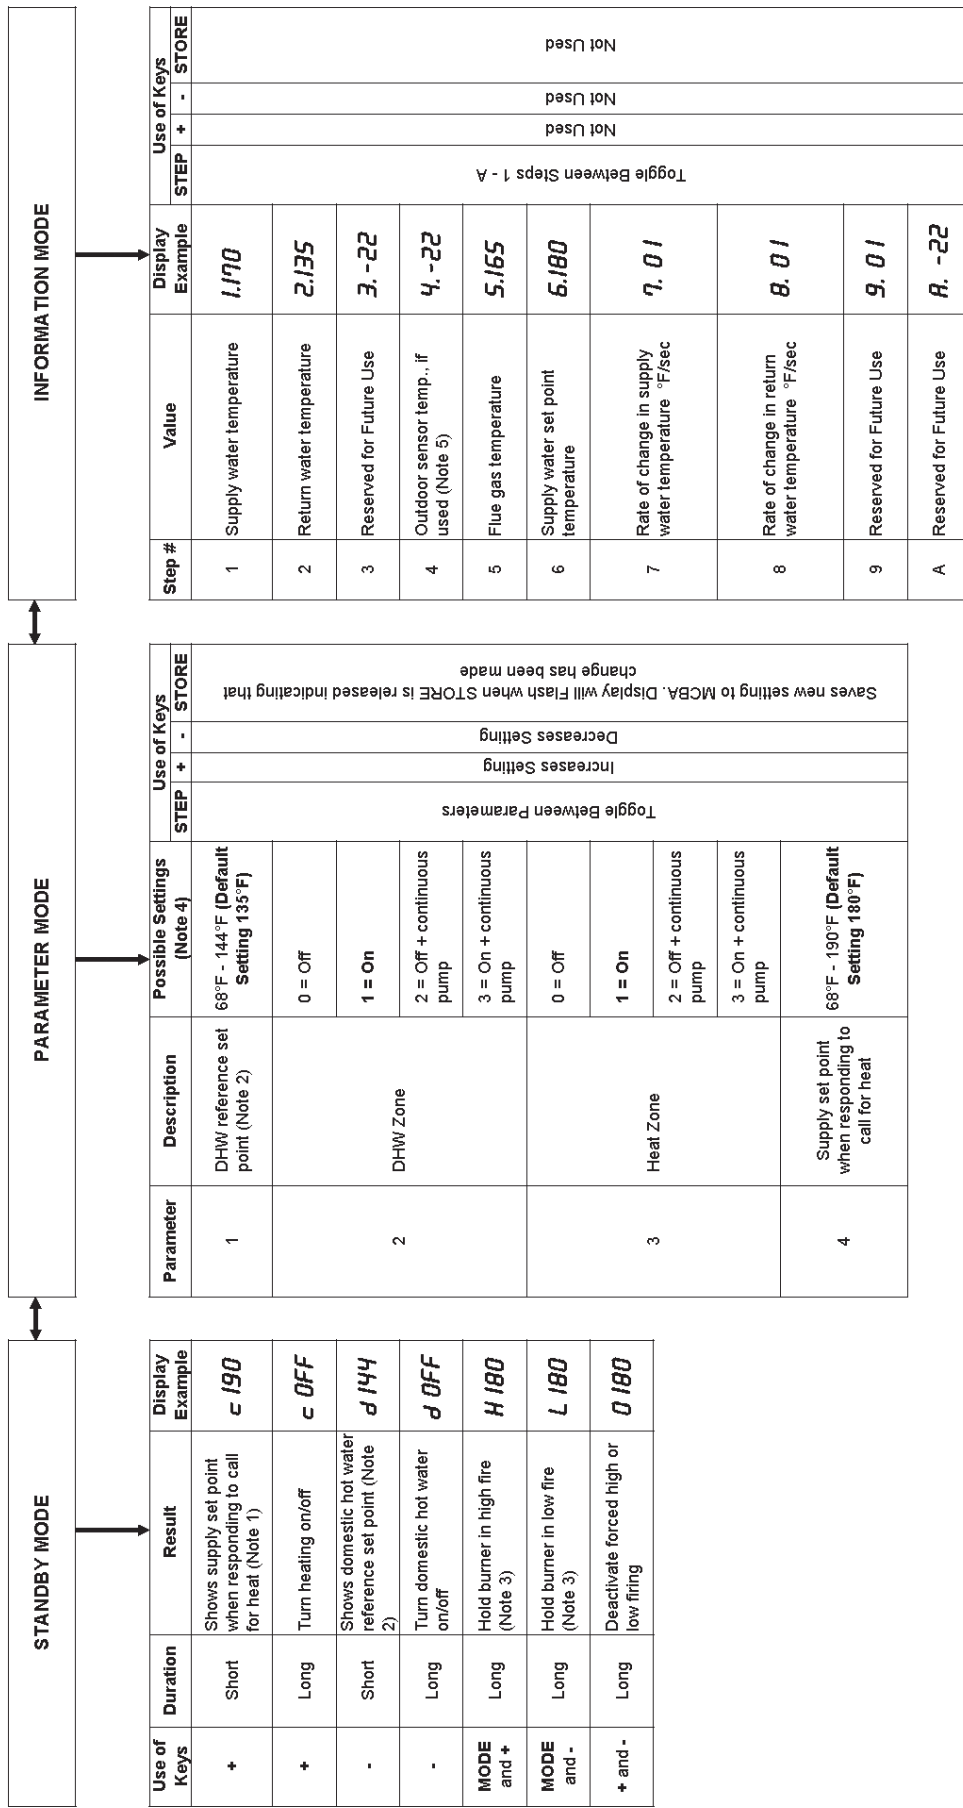 STANDBY MODE
Use of Keys
Duration
Result
Display Example
+
Short
Shows supply set point
when responding to call
for heat (Note 1)
c 190
+
Long
Turn heating on/off
c OFF
-
Short
Shows domestic hot water
reference set point (Note
2)
d 144
-
Long
Turn domestic hot water
on/off
d OFF
MODE
and +
Long
Hold burner in high fire
(Note 3)
H 180
MODE
and -
Long
Hold burner in low fire
(Note 3)
L 180
+ and -
Long
Deactivate forced high or
low firing
0 180
PARAMETER MODE
Parameter
Description
Possible Settings
(Note 4)
Use of Keys
STEP
+
-
STORE
1
DHW reference set
point (Note 2)
68°F - 144°F (Default
Setting 135°F)
2
DHW Zone
0 = Off
1 = On
2 = Off + continuous
pump
3 = On + continuous
pump
3
Heat Zone
0 = Off
1 = On
2 = Off + continuous
pump
3 = On + continuous
pump
4
Supply set point
when responding to
call for heat
68°F - 190°F (Default
Setting 180°F)
Toggle Between Parameters
Increases Setting
Decreases Setting
Saves new setting to MCBA. Display will Flash when STORE is released indicating that
change has been made
INFORMATION MODE
Step #
Value
Display
Example
Use of Keys
STEP
+
-
STORE
1
Supply water temperature
1.170
2
Return water temperature
2.135
3
Reserved for Future Use
3. -22
4
Outdoor sensor temp., if
used (Note 5)
4. -22
5
Flue gas temperature
5.165
6
Supply water set point
temperature
6.180
7
Rate of change in supply
water temperature °F/sec
7. 01
8
Rate of change in return
water temperature °F/sec
8. 01
9
Reserved for Future Use
9. 01
A
Reserved for Future Use
A. -22
Toggle Between Steps 1 - A
Not Used
Not Used
Not Used